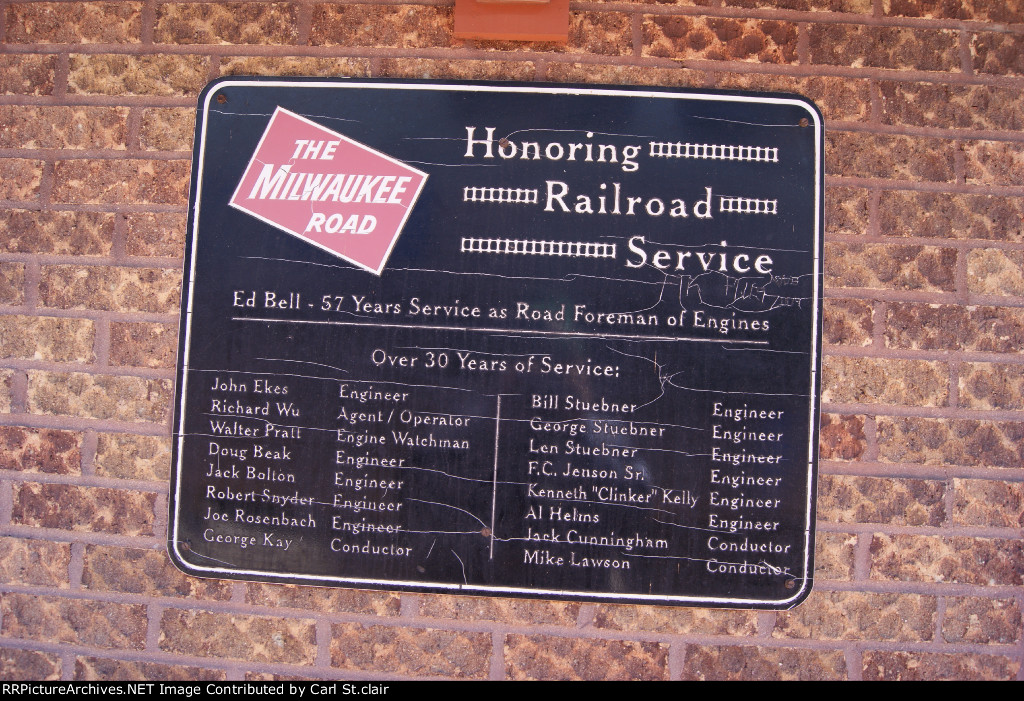 THE
MILWAUKEE
ROAD
Honoring
Railroad
Service
Ed Bell - 57 Years Service as Road Foreman of Engines
Over 30 Years of Service:
John Ekes Engineer
Richard Wu Agent / Operator
Walter Pratt Engine Watchman
Doug Beak Engineer
Jack Bolton Engineer
Robert Snyder Engineer
Joe Rosenbach Engineer
George Kay Conductor
Bill Stuebner Engineer
George Stuebner Engineer
Len Stuebner Engineer
F.C. Jenson Sr. Engineer
Kenneth "Clinker" Kelly Engineer
Al Helms Engineer
Jack Cunningham Conductor
Mike Lawson Conductor
RRPictureArchives.NET Image Contributed by Carl St.clair